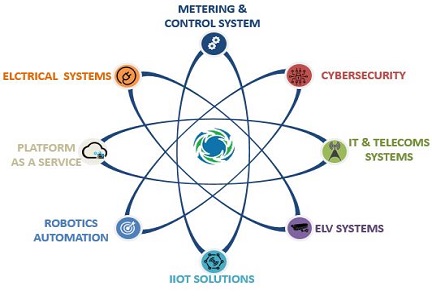 METERING &
CONTROL SYSTEM
ELCTRICAL SYSTEMS
CYBERSECURITY
PLATFORM
AS A SERVICE
IT & TELECOMS
SYSTEMS
ROBOTICS
AUTOMATION
ELV SYSTEMS
IIOT SOLUTIONS